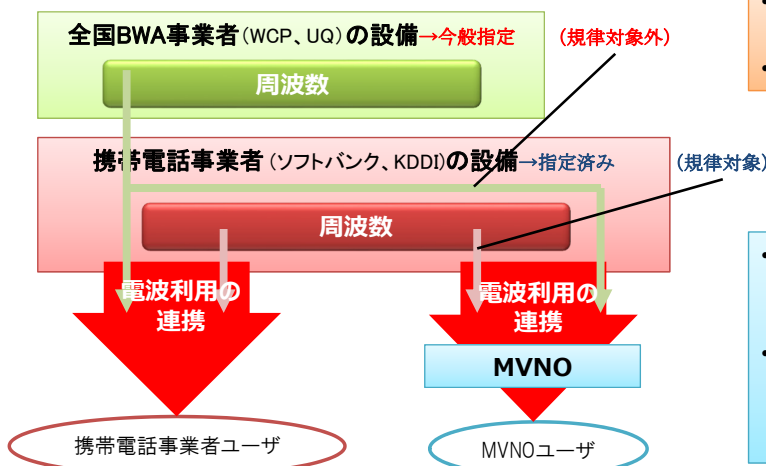 全国BWA事業者(WCP、UQ)の設備→今般指定
(規律対象外)
周波数
携帯電話事業者(ソフトバンク、KDDI)の設備→指定済み
(規律対象)
周波数
電波利用の
連携
電波利用の
連携
MVNO
携帯電話事業者ユーザ
MVNOユーザ